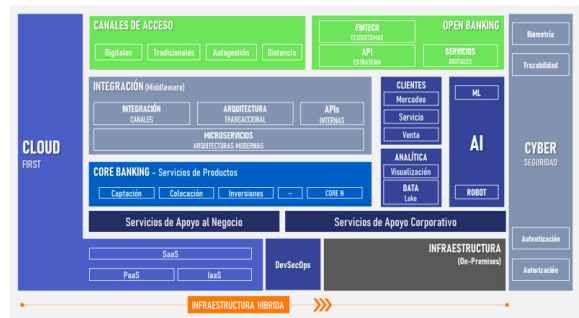 CLOUD
FIRST
CANALES DE ACCESO
Digitales
Tradicionales
Autogestión
Distancia
FINTECH
ECOSISTEMAS
OPEN BANKING
API
ESTRATEGIA
SERVICIOS
DIGITALES
INTEGRACIÓN (Middleware)
INTEGRACIÓN
CANALES
ARQUITECTURA
TRANSACCIONAL
APIs
INTERNAS
MICROSERVICIOS
ARQUITECTURAS MODERNAS
CORE BANKING – Servicios de Productos
Captación
Colocación
Inversiones
–
CORE N
CLIENTES
Mercadeo
Servicio
Venta
ANALÍTICA
Visualización
DATA
Lake
ML
AI
ROBOT
Servicios de Apoyo al Negocio
Servicios de Apoyo Corporativo
SaaS
PaaS
IaaS
DevSecOps
INFRAESTRUCTURA
(On-Premises)
Biometría
Trazabilidad
CYBER
SEGURIDAD
Autenticación
Autorización
INFRAESTRUCTURA HIBRIDA